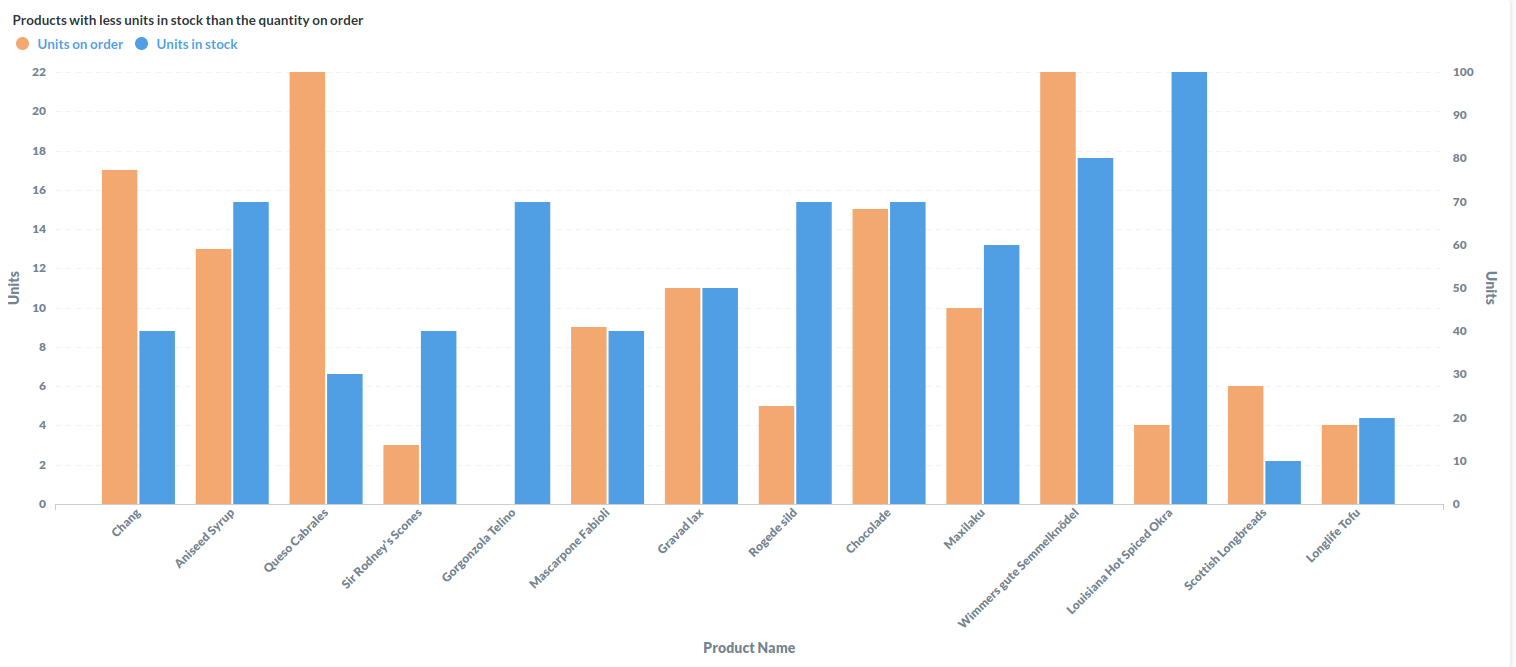 Products with less units in stock than the quantity on order
Units on order Units in stock
22
20
18
16
14
12
10
8
6
4
2
0
Units
100
90
80
70
60
50
40
30
20
10
0
Units
Chang
Aniseed Syrup
Queso Cabrales
Sir Rodney's Scones
Gorgonzola Telino
Mascarpone Fabioli
Gravad lax
Rogede sild
Chocolade
Maxilaku
Wimmers gute Semmelknödel
Louisiana Hot Spiced Okra
Scottish Longbreads
Longlife Tofu
Product Name